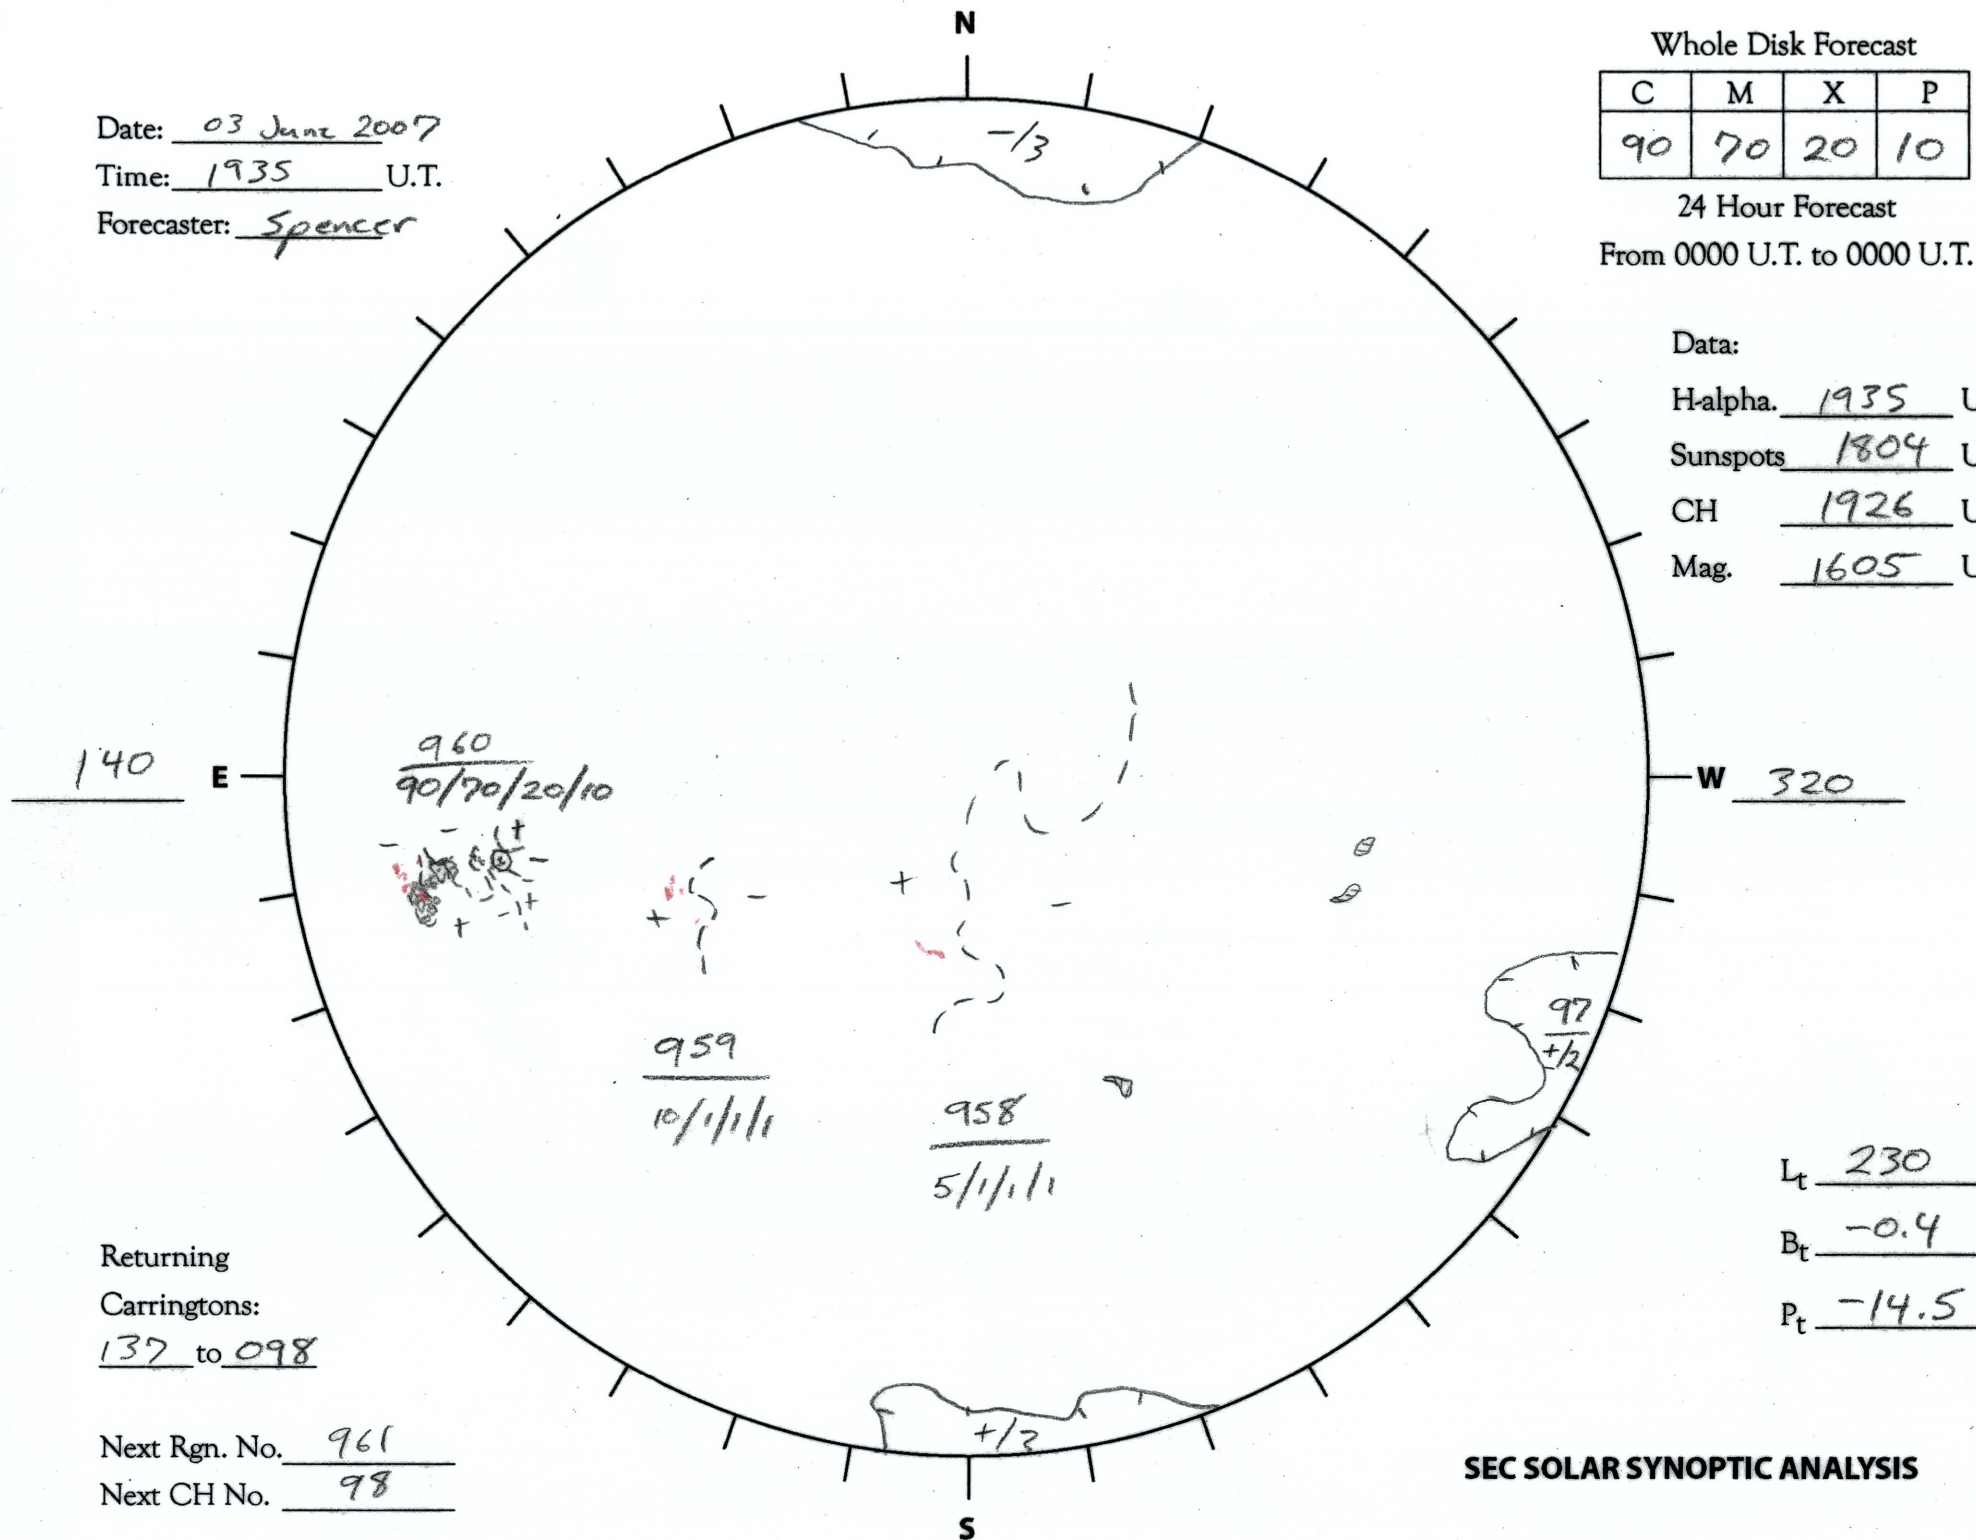 N
Whole Disk Forecast
C M X P
90 70 20 10
24 Hour Forecast
From 0000 U.T. to 0000 U.T.
Date: 03 June 2007
Time: 1935 U.T.
Forecaster: Spencer
-/3
Data:
H-alpha. 1935 U
Sunspots 1804 U
CH 1926 U
Mag. 1605 U
140 E
W 320
960
90/70/20/10
- - + -
+ - +
+ -
+ -
959
10/1/1/1
958
5/1/1/1
97
+/2
Lt 230
Bt -0.4
Pt -14.5
Returning
Carringtons:
137 to 098
Next Rgn. No. 961
Next CH No. 98
+/3
SEC SOLAR SYNOPTIC ANALYSIS
S